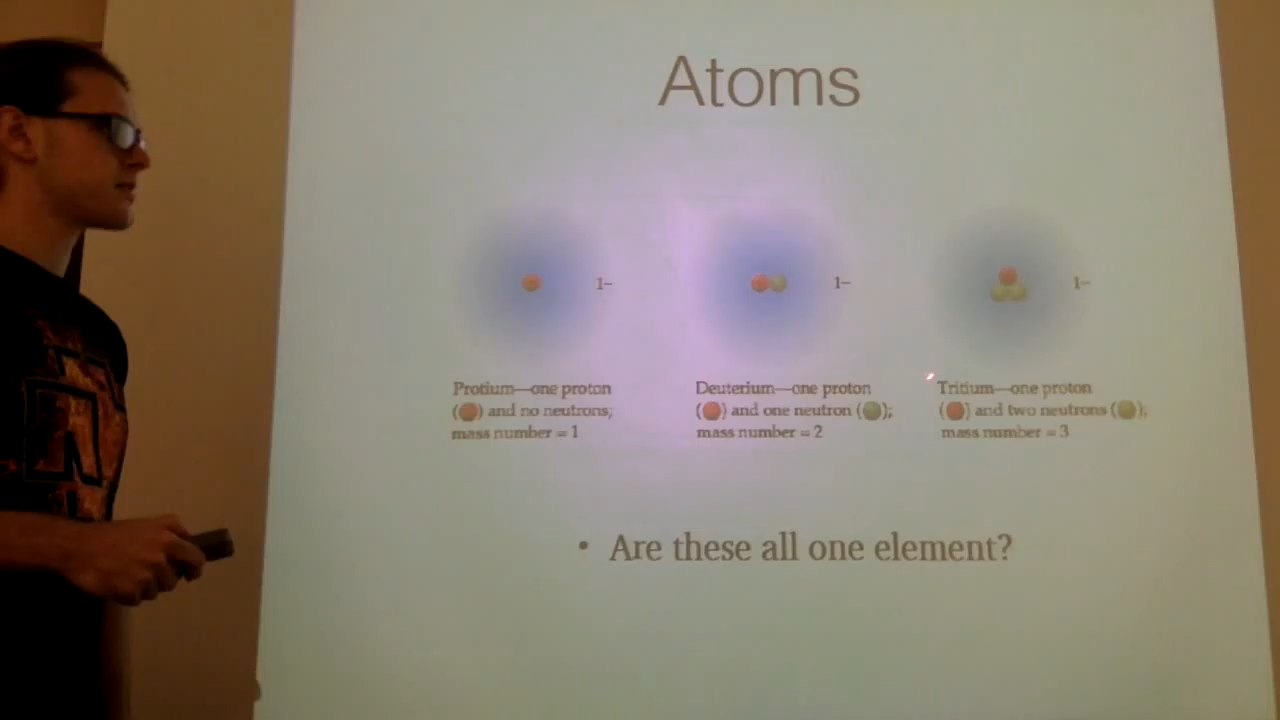 Atoms
1–
1–
1–
Protium—one proton
( ) and no neutrons;
mass number = 1
Deuterium—one proton
( ) and one neutron ( );
mass number = 2
Tritium—one proton
( ) and two neutrons ( );
mass number = 3
• Are these all one element?